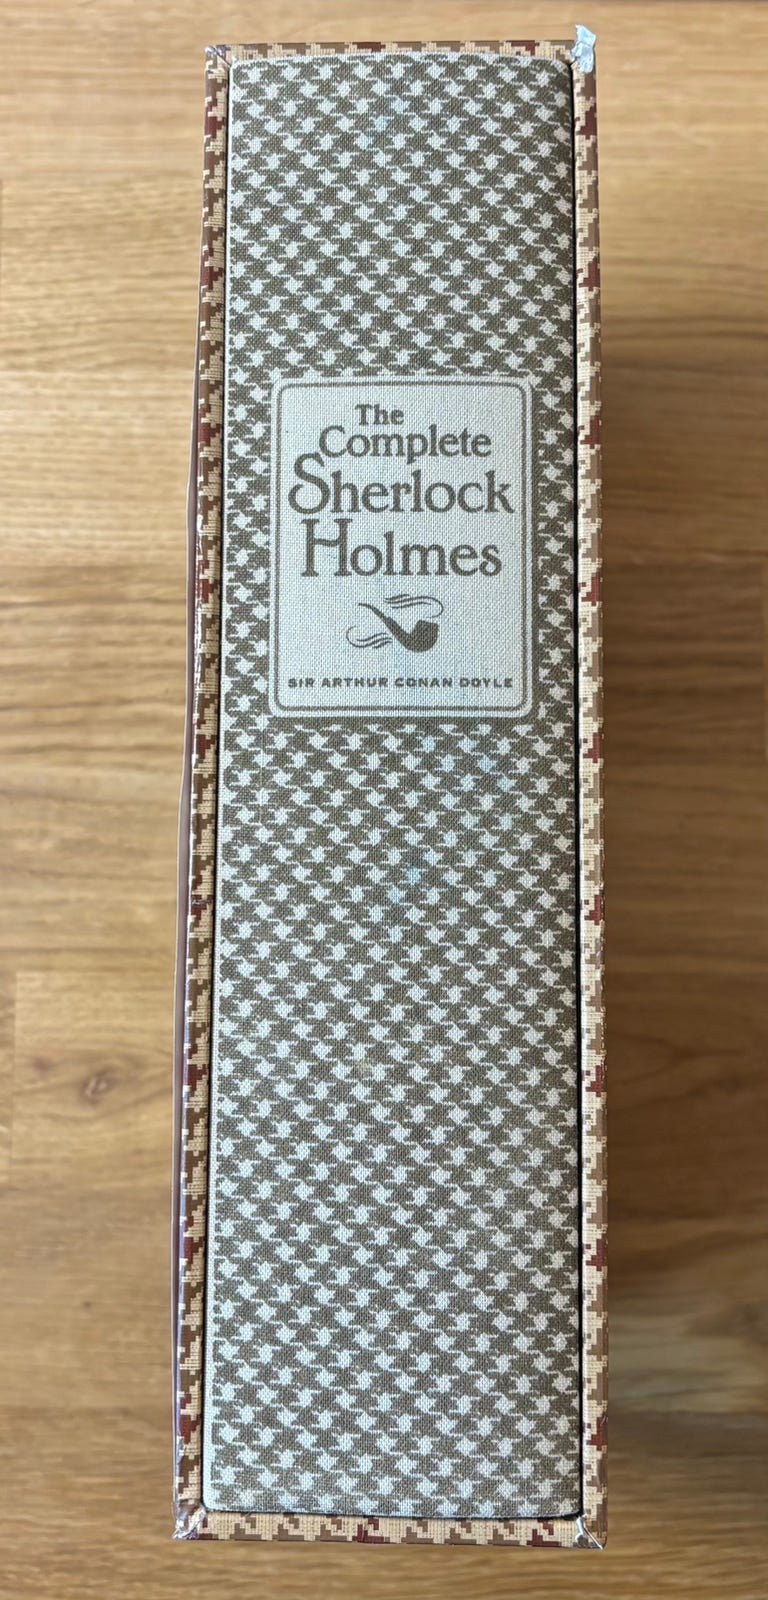 The
Complete
Sherlock
Holmes
SIR ARTHUR CONAN DOYLE